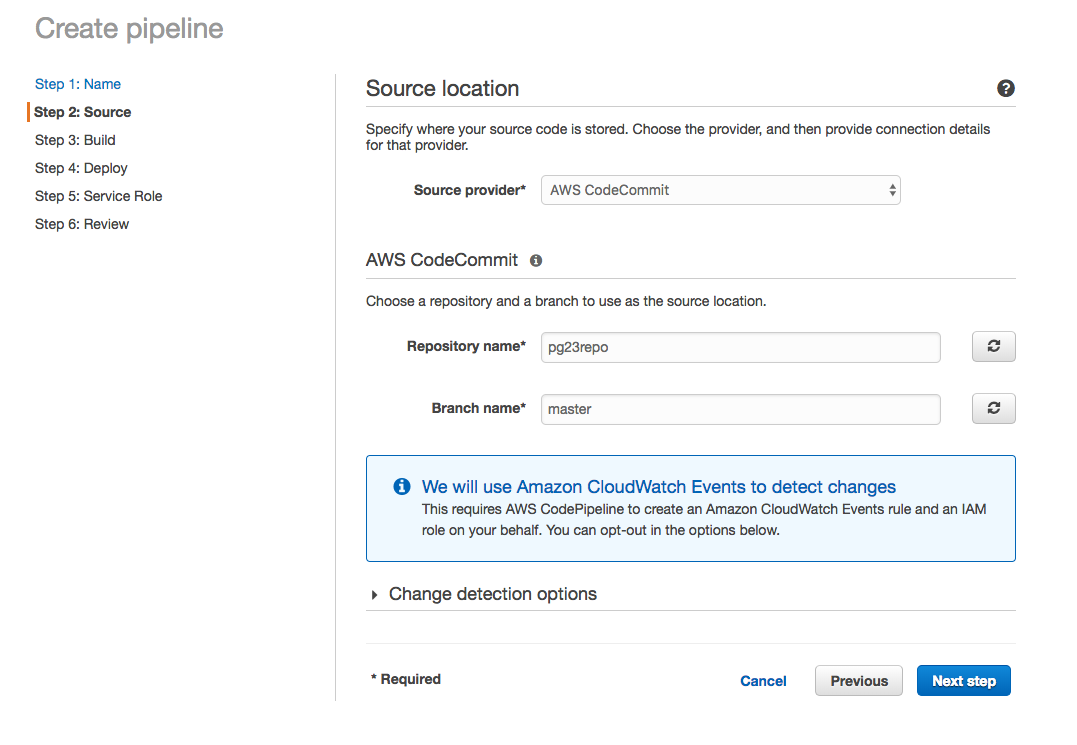 Create pipeline
Step 1: Name
Step 2: Source
Step 3: Build
Step 4: Deploy
Step 5: Service Role
Step 6: Review
Source location
Specify where your source code is stored. Choose the provider, and then provide connection details
for that provider.
Source provider* AWS CodeCommit
AWS CodeCommit
Choose a repository and a branch to use as the source location.
Repository name* pg23repo
Branch name* master
We will use Amazon CloudWatch Events to detect changes
This requires AWS CodePipeline to create an Amazon CloudWatch Events rule and an IAM
role on your behalf. You can opt-out in the options below.
Change detection options
* Required Cancel Previous Next step